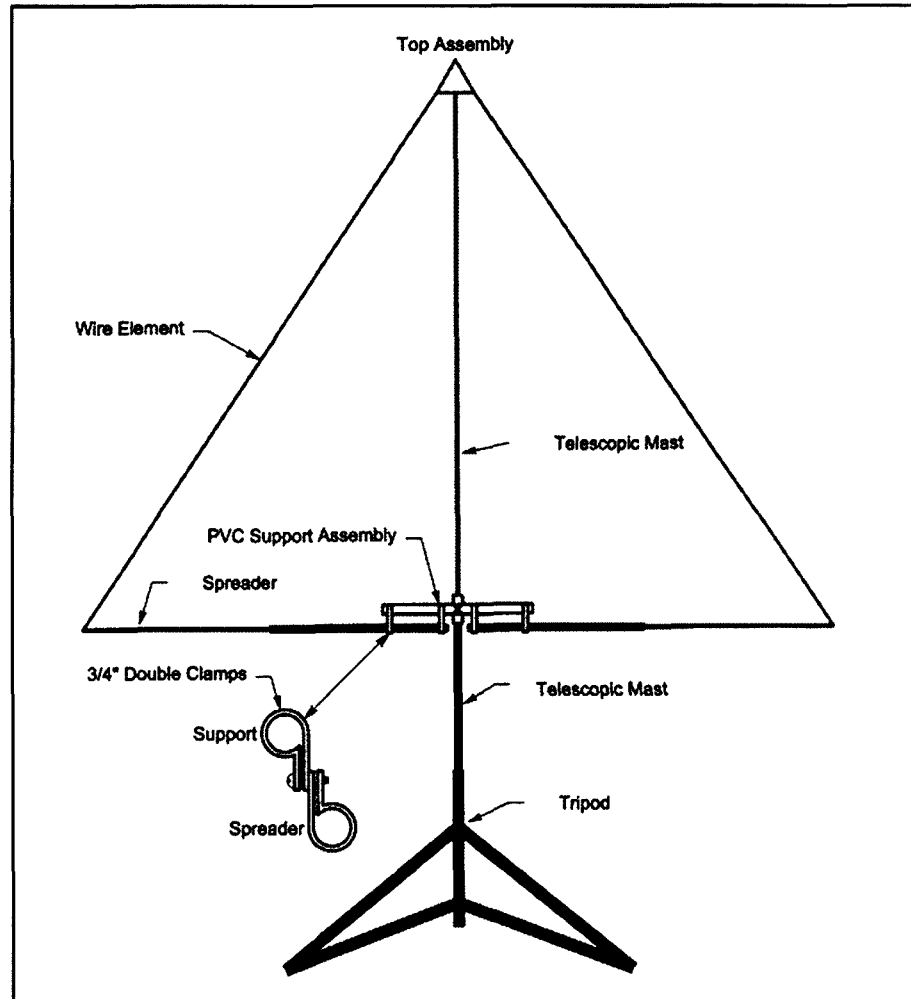 Top Assembly
Wire Element
Telescopic Mast
PVC Support Assembly
Spreader
3/4" Double Clamps
Telescopic Mast
Support
Tripod
Spreader